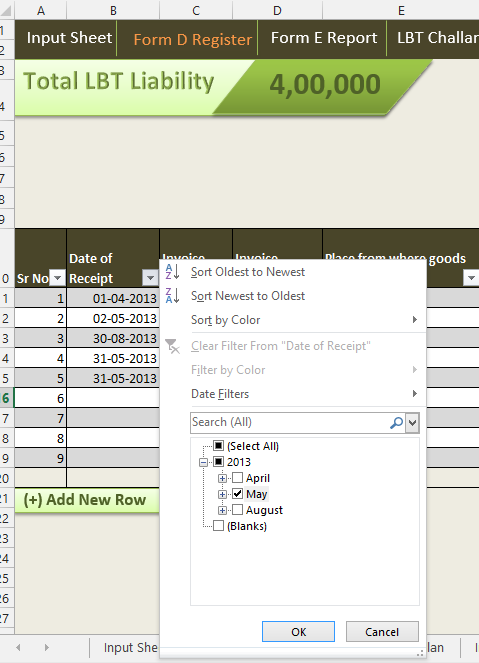 A B C D E
Input Sheet Form D Register Form E Report LBT Challan
Total LBT Liability 4,00,000
Date of Invoice Invoice Place from where goods
Sr No Receipt
1 01-04-2013
2 02-05-2013
3 30-08-2013
4 31-05-2013
5 31-05-2013
6
7
8
9
(+) Add New Row
Sort Oldest to Newest
Sort Newest to Oldest
Sort by Color
Clear Filter From "Date of Receipt"
Filter by Color
Date Filters
Search (All)
(Select All)
2013
April
May
August
(Blanks)
OK Cancel
Input She lan